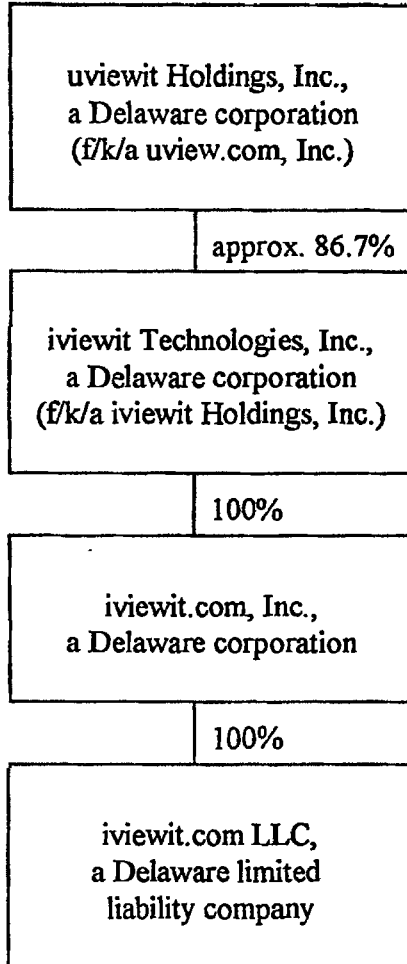 uviewit Holdings, Inc.,
a Delaware corporation
(f/k/a uview.com, Inc.)
approx. 86.7%
iviewit Technologies, Inc.,
a Delaware corporation
(f/k/a iviewit Holdings, Inc.)
100%
iviewit.com, Inc.,
a Delaware corporation
100%
iviewit.com LLC,
a Delaware limited
liability company